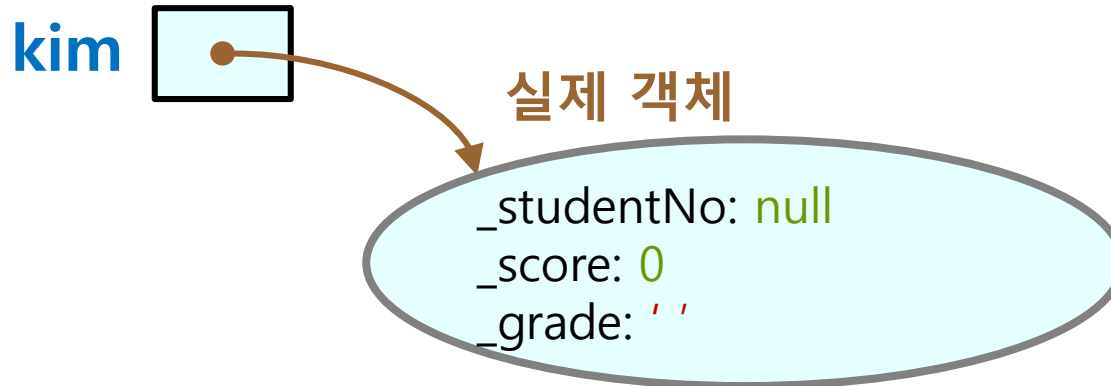 kim
실제 객체
_studentNo: null
_score: 0
_grade: ' '